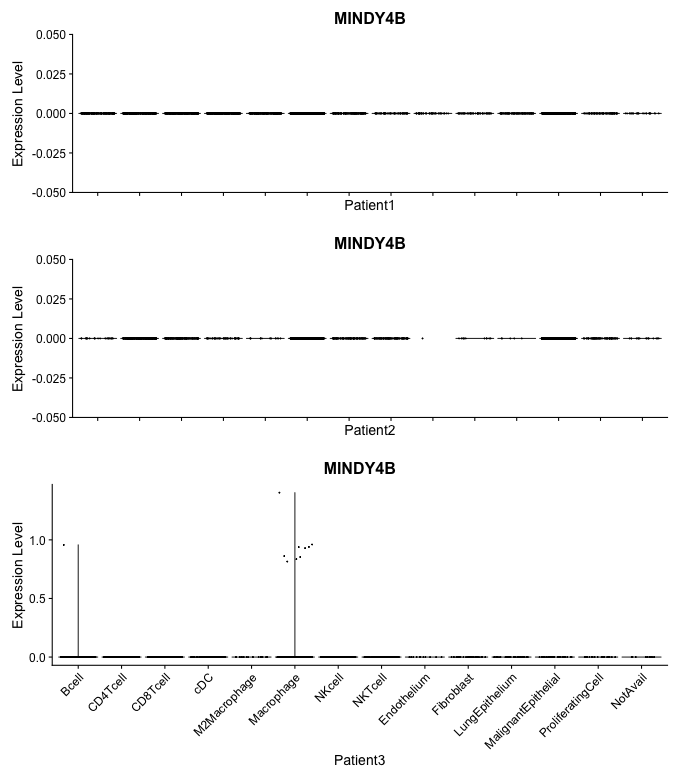 MINDY4B
Expression Level
0.050
0.025
0.000
-0.025
-0.050
Patient1
MINDY4B
Expression Level
0.050
0.025
0.000
-0.025
-0.050
Patient2
MINDY4B
Expression Level
1.0
0.5
0.0
Bcell
CD4Tcell
CD8Tcell
cDC
M2Macrophage
Macrophage
NKcell
NKTcell
Endothelium
Fibroblast
LungEpithelium
MalignantEpithelial
ProliferatingCell
NotAvail
Patient3